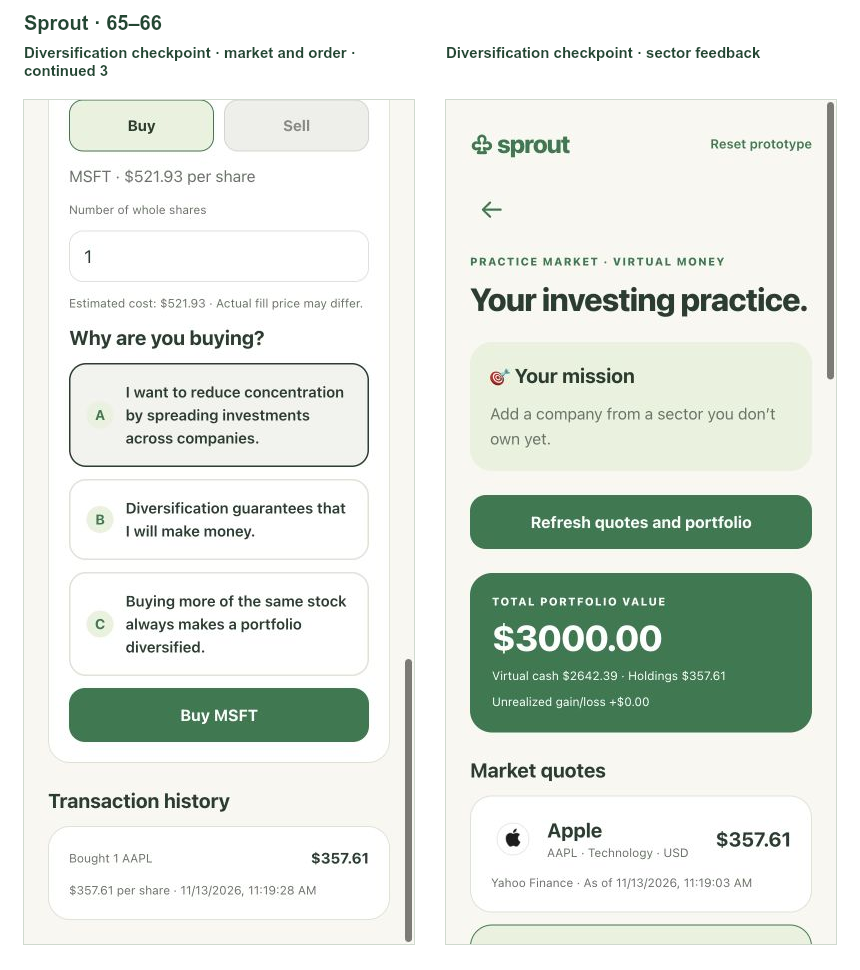 Sprout · 65–66
Diversification checkpoint · market and order ·
continued 3
Buy
Sell
MSFT · $521.93 per share
Number of whole shares
1
Estimated cost: $521.93 · Actual fill price may differ.
Why are you buying?
A
I want to reduce concentration
by spreading investments
across companies.
B
Diversification guarantees that
I will make money.
C
Buying more of the same stock
always makes a portfolio
diversified.
Buy MSFT
Transaction history
Bought 1 AAPL
$357.61
$357.61 per share · 11/13/2026, 11:19:28 AM
Diversification checkpoint · sector feedback
sprout
Reset prototype
PRACTICE MARKET · VIRTUAL MONEY
Your investing practice.
Your mission
Add a company from a sector you don’t
own yet.
Refresh quotes and portfolio
TOTAL PORTFOLIO VALUE
$3000.00
Virtual cash $2642.39 · Holdings $357.61
Unrealized gain/loss +$0.00
Market quotes
Apple
AAPL · Technology · USD
$357.61
Yahoo Finance · As of 11/13/2026, 11:19:03 AM